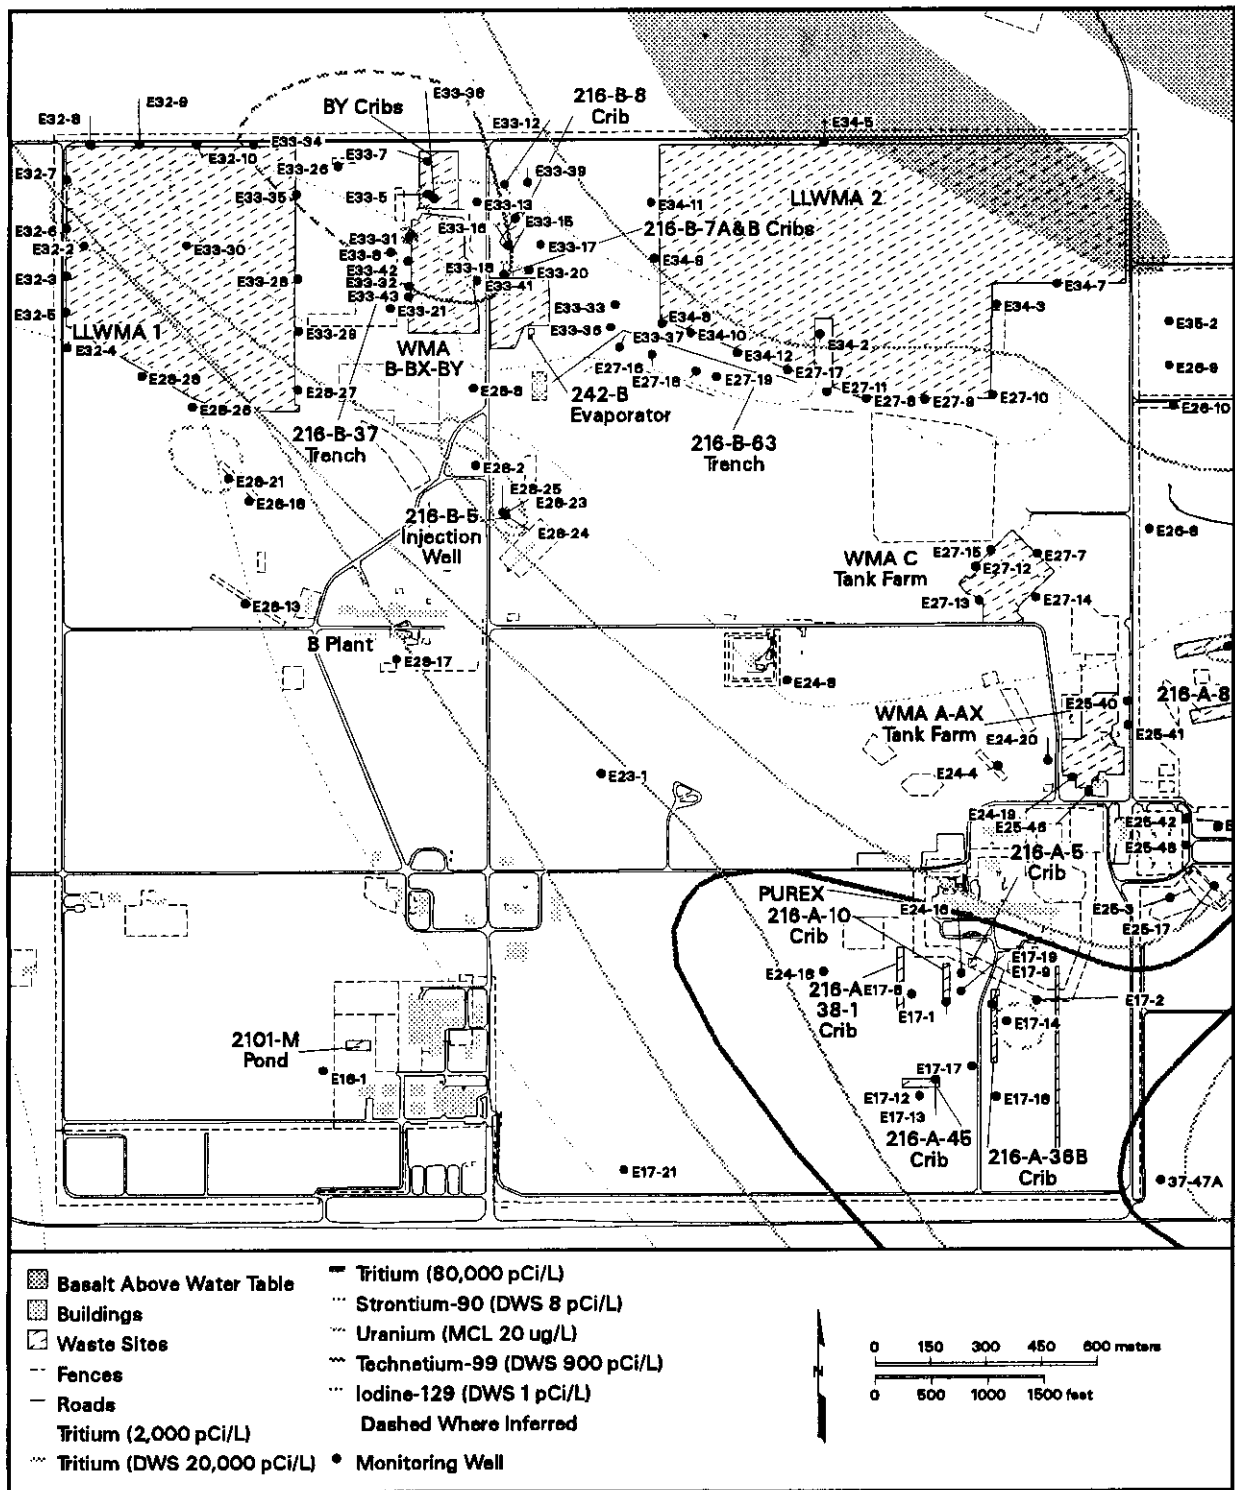 E33-36
E32-9
BY Cribs
216-B-8
Crib
E32-8
E33-12
E34-5
E32-10
E33-34
E33-7
E33-26
E33-39
E32-7
E33-35
E33-5
E33-13
E34-11
LLWMA 2
E33-16
E33-15
216-B-7A&B Cribs
E32-6
E32-2
E33-30
E33-31
E33-8
E33-17
E34-9
E32-3
E33-28
E33-42
E33-18
E33-20
E33-32
E33-41
E34-7
E33-43
E33-21
E33-33
E34-3
E32-5
LLWMA 1
E33-29
E33-36
E34-8
E34-10
E33-37
E34-2
E35-2
E32-4
WMA
B-BX-BY
E34-12
E27-16
E27-17
E26-9
E28-28
E28-27
E28-8
E27-18
E27-19
E27-11
E28-26
242-B
Evaporator
E27-8
E27-9
E27-10
E26-10
216-B-37
Trench
216-B-63
Trench
E28-2
E28-21
E28-25
E28-18
E28-23
216-B-5
Injection
Well
E28-24
E26-8
WMA C
Tank Farm
E27-15
E27-7
E27-12
E28-13
E27-13
E27-14
B Plant
E28-17
E24-8
216-A-8
E25-40
WMA A-AX
Tank Farm
E25-41
E24-20
E23-1
E24-4
E24-19
E25-46
E25-42
E
E25-48
216-A-5
Crib
PUREX
216-A-10
Crib
E24-16
E25-3
E25-17
E24-18
E17-19
E17-9
216-A
38-1
Crib
E17-6
E17-1
E17-2
E17-14
2101-M
Pond
E18-1
E17-17
E17-12
E17-13
E17-18
216-A-45
Crib
216-A-36B
Crib
E17-21
37-47A
Basalt Above Water Table
Buildings
Waste Sites
Fences
Roads
Tritium (2,000 pCi/L)
Tritium (DWS 20,000 pCi/L)
Tritium (80,000 pCi/L)
Strontium-90 (DWS 8 pCi/L)
Uranium (MCL 20 ug/L)
Technetium-99 (DWS 900 pCi/L)
Iodine-129 (DWS 1 pCi/L)
Dashed Where Inferred
Monitoring Well
N
0 150 300 450 600 meters
0 500 1000 1500 feet